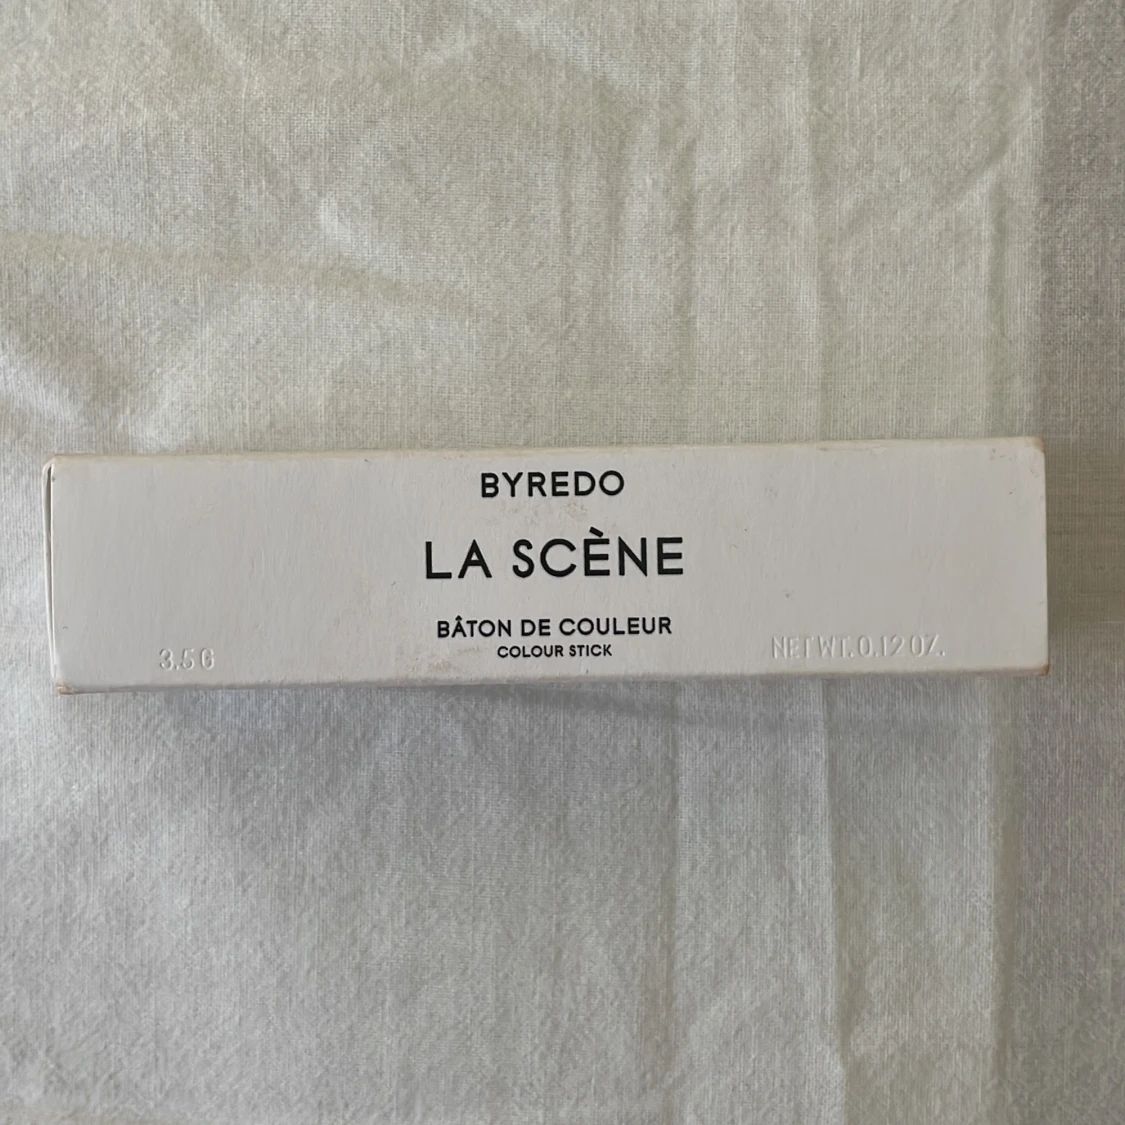 BYREDO
LA SCÈNE
BÂTON DE COULEUR
COLOUR STICK
3.5 G
NET WT. 0.12 OZ.